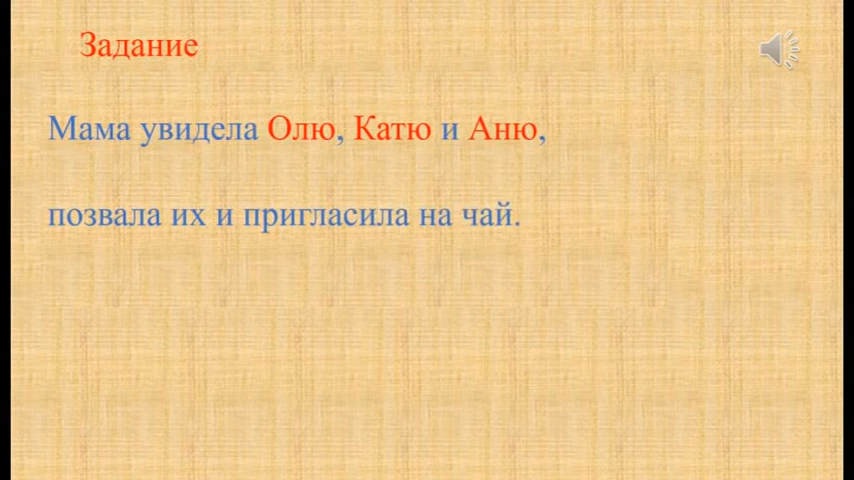 Задание
Мама увидела Олю, Катю и Аню,
позвала их и пригласила на чай.